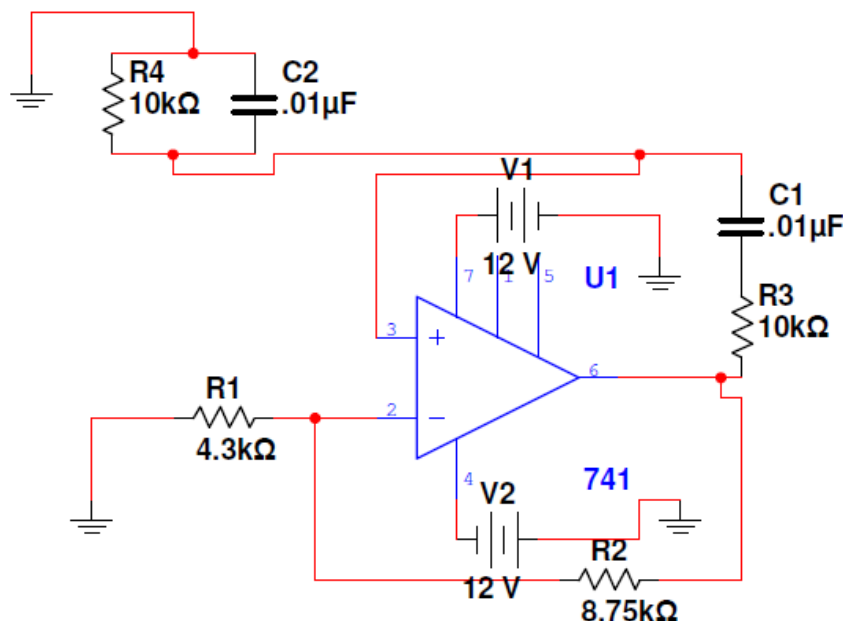 R4
10kΩ
C2
.01µF
V1
12 V
C1
.01µF
7
1
5
U1
R3
10kΩ
3
+
6
R1
4.3kΩ
2
−
4
741
V2
12 V
R2
8.75kΩ